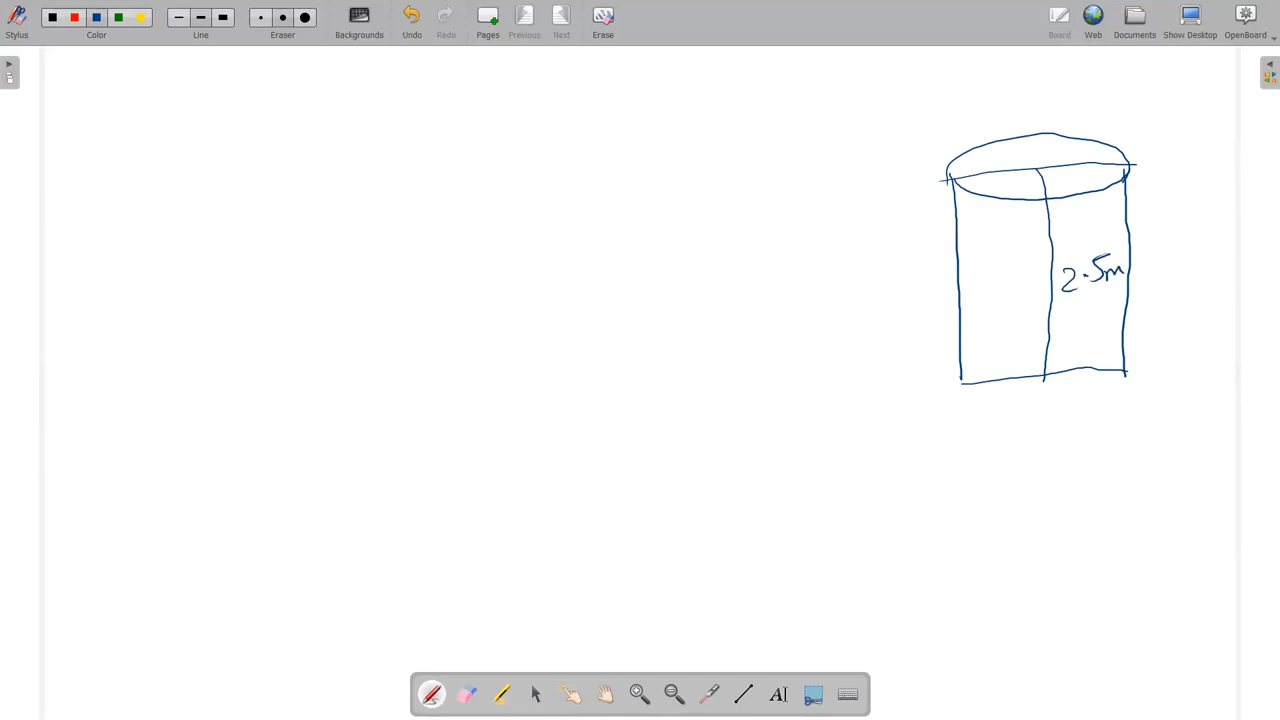 Stylus
Color
Line
Eraser
Backgrounds
Undo
Redo
Pages
Previous
Next
Erase
Board
Web
Documents
Show Desktop
OpenBoard
2.5m
AI